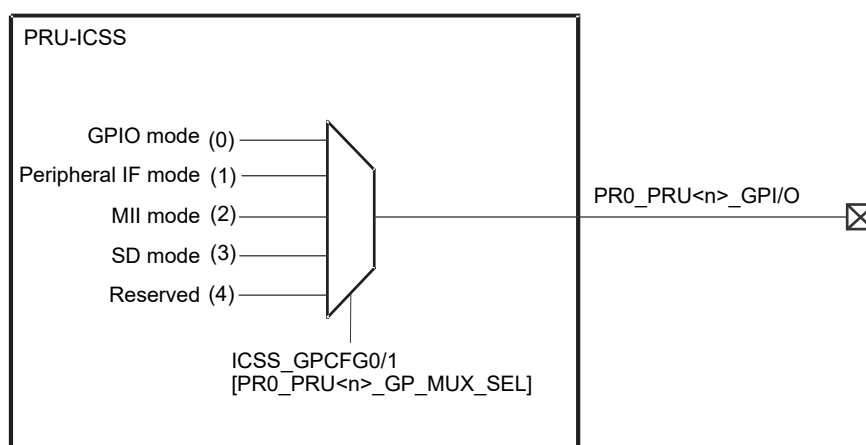 PRU-ICSS
GPIO mode (0)
Peripheral IF mode (1)
MII mode (2)
SD mode (3)
Reserved (4)
PR0_PRU<n>_GPI/O
ICSS_GPCFG0/1
[PR0_PRU<n>_GP_MUX_SEL]